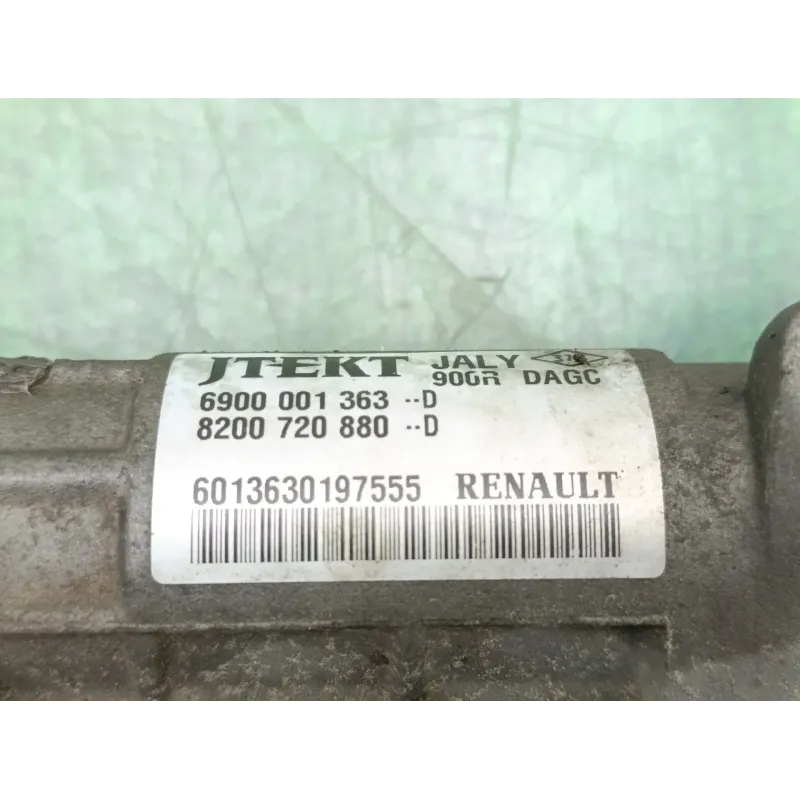 JTEKT JALY
900R DAGC
6900 001 363 --D
8200 720 880 --D
6013630197555 RENAULT